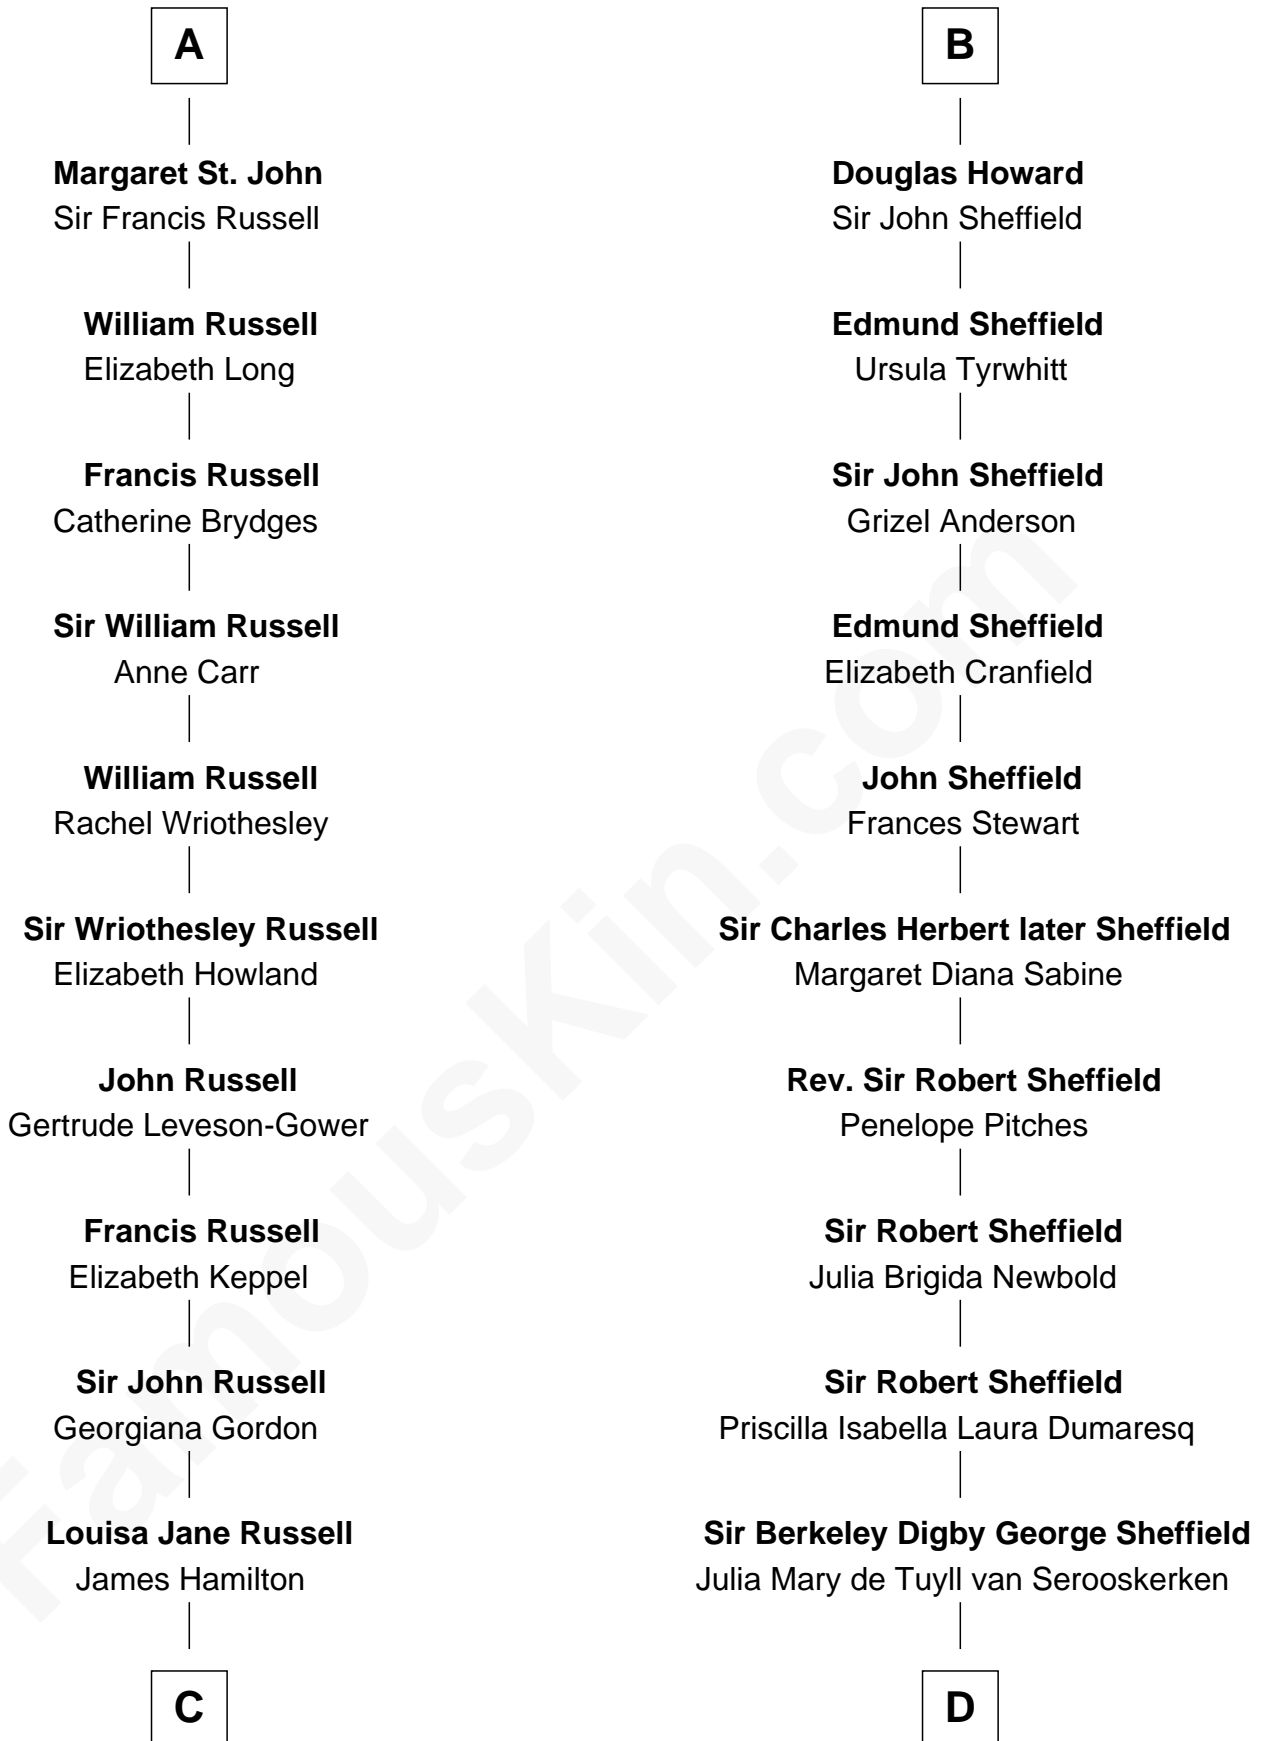 A
Margaret St. John
Sir Francis Russell
William Russell
Elizabeth Long
Francis Russell
Catherine Brydges
Sir William Russell
Anne Carr
William Russell
Rachel Wriothesley
Sir Wriothesley Russell
Elizabeth Howland
John Russell
Gertrude Leveson-Gower
Francis Russell
Elizabeth Keppel
Sir John Russell
Georgiana Gordon
Louisa Jane Russell
James Hamilton
C
B
Douglas Howard
Sir John Sheffield
Edmund Sheffield
Ursula Tyrwhitt
Sir John Sheffield
Grizel Anderson
Edmund Sheffield
Elizabeth Cranfield
John Sheffield
Frances Stewart
Sir Charles Herbert later Sheffield
Margaret Diana Sabine
Rev. Sir Robert Sheffield
Penelope Pitches
Sir Robert Sheffield
Julia Brigida Newbold
Sir Robert Sheffield
Priscilla Isabella Laura Dumaresq
Sir Berkeley Digby George Sheffield
Julia Mary de Tuyll van Serooskerken
D
FamousKin.com